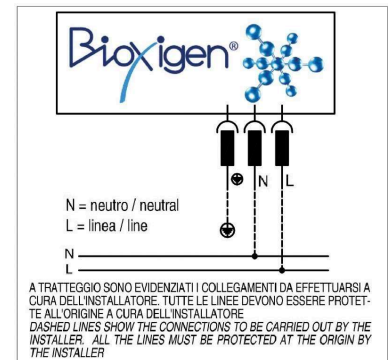 Bioxigen®
N L
N = neutro / neutral
L = linea / line
N
L
A TRATTEGGIO SONO EVIDENZIATI I COLLEGAMENTI DA EFFETTUARSI A
CURA DELL'INSTALLATORE. TUTTE LE LINEE DEVONO ESSERE PROTET-
TE ALL'ORIGINE A CURA DELL'INSTALLATORE
DASHED LINES SHOW THE CONNECTIONS TO BE CARRIED OUT BY THE
INSTALLER. ALL THE LINES MUST BE PROTECTED AT THE ORIGIN BY
THE INSTALLER